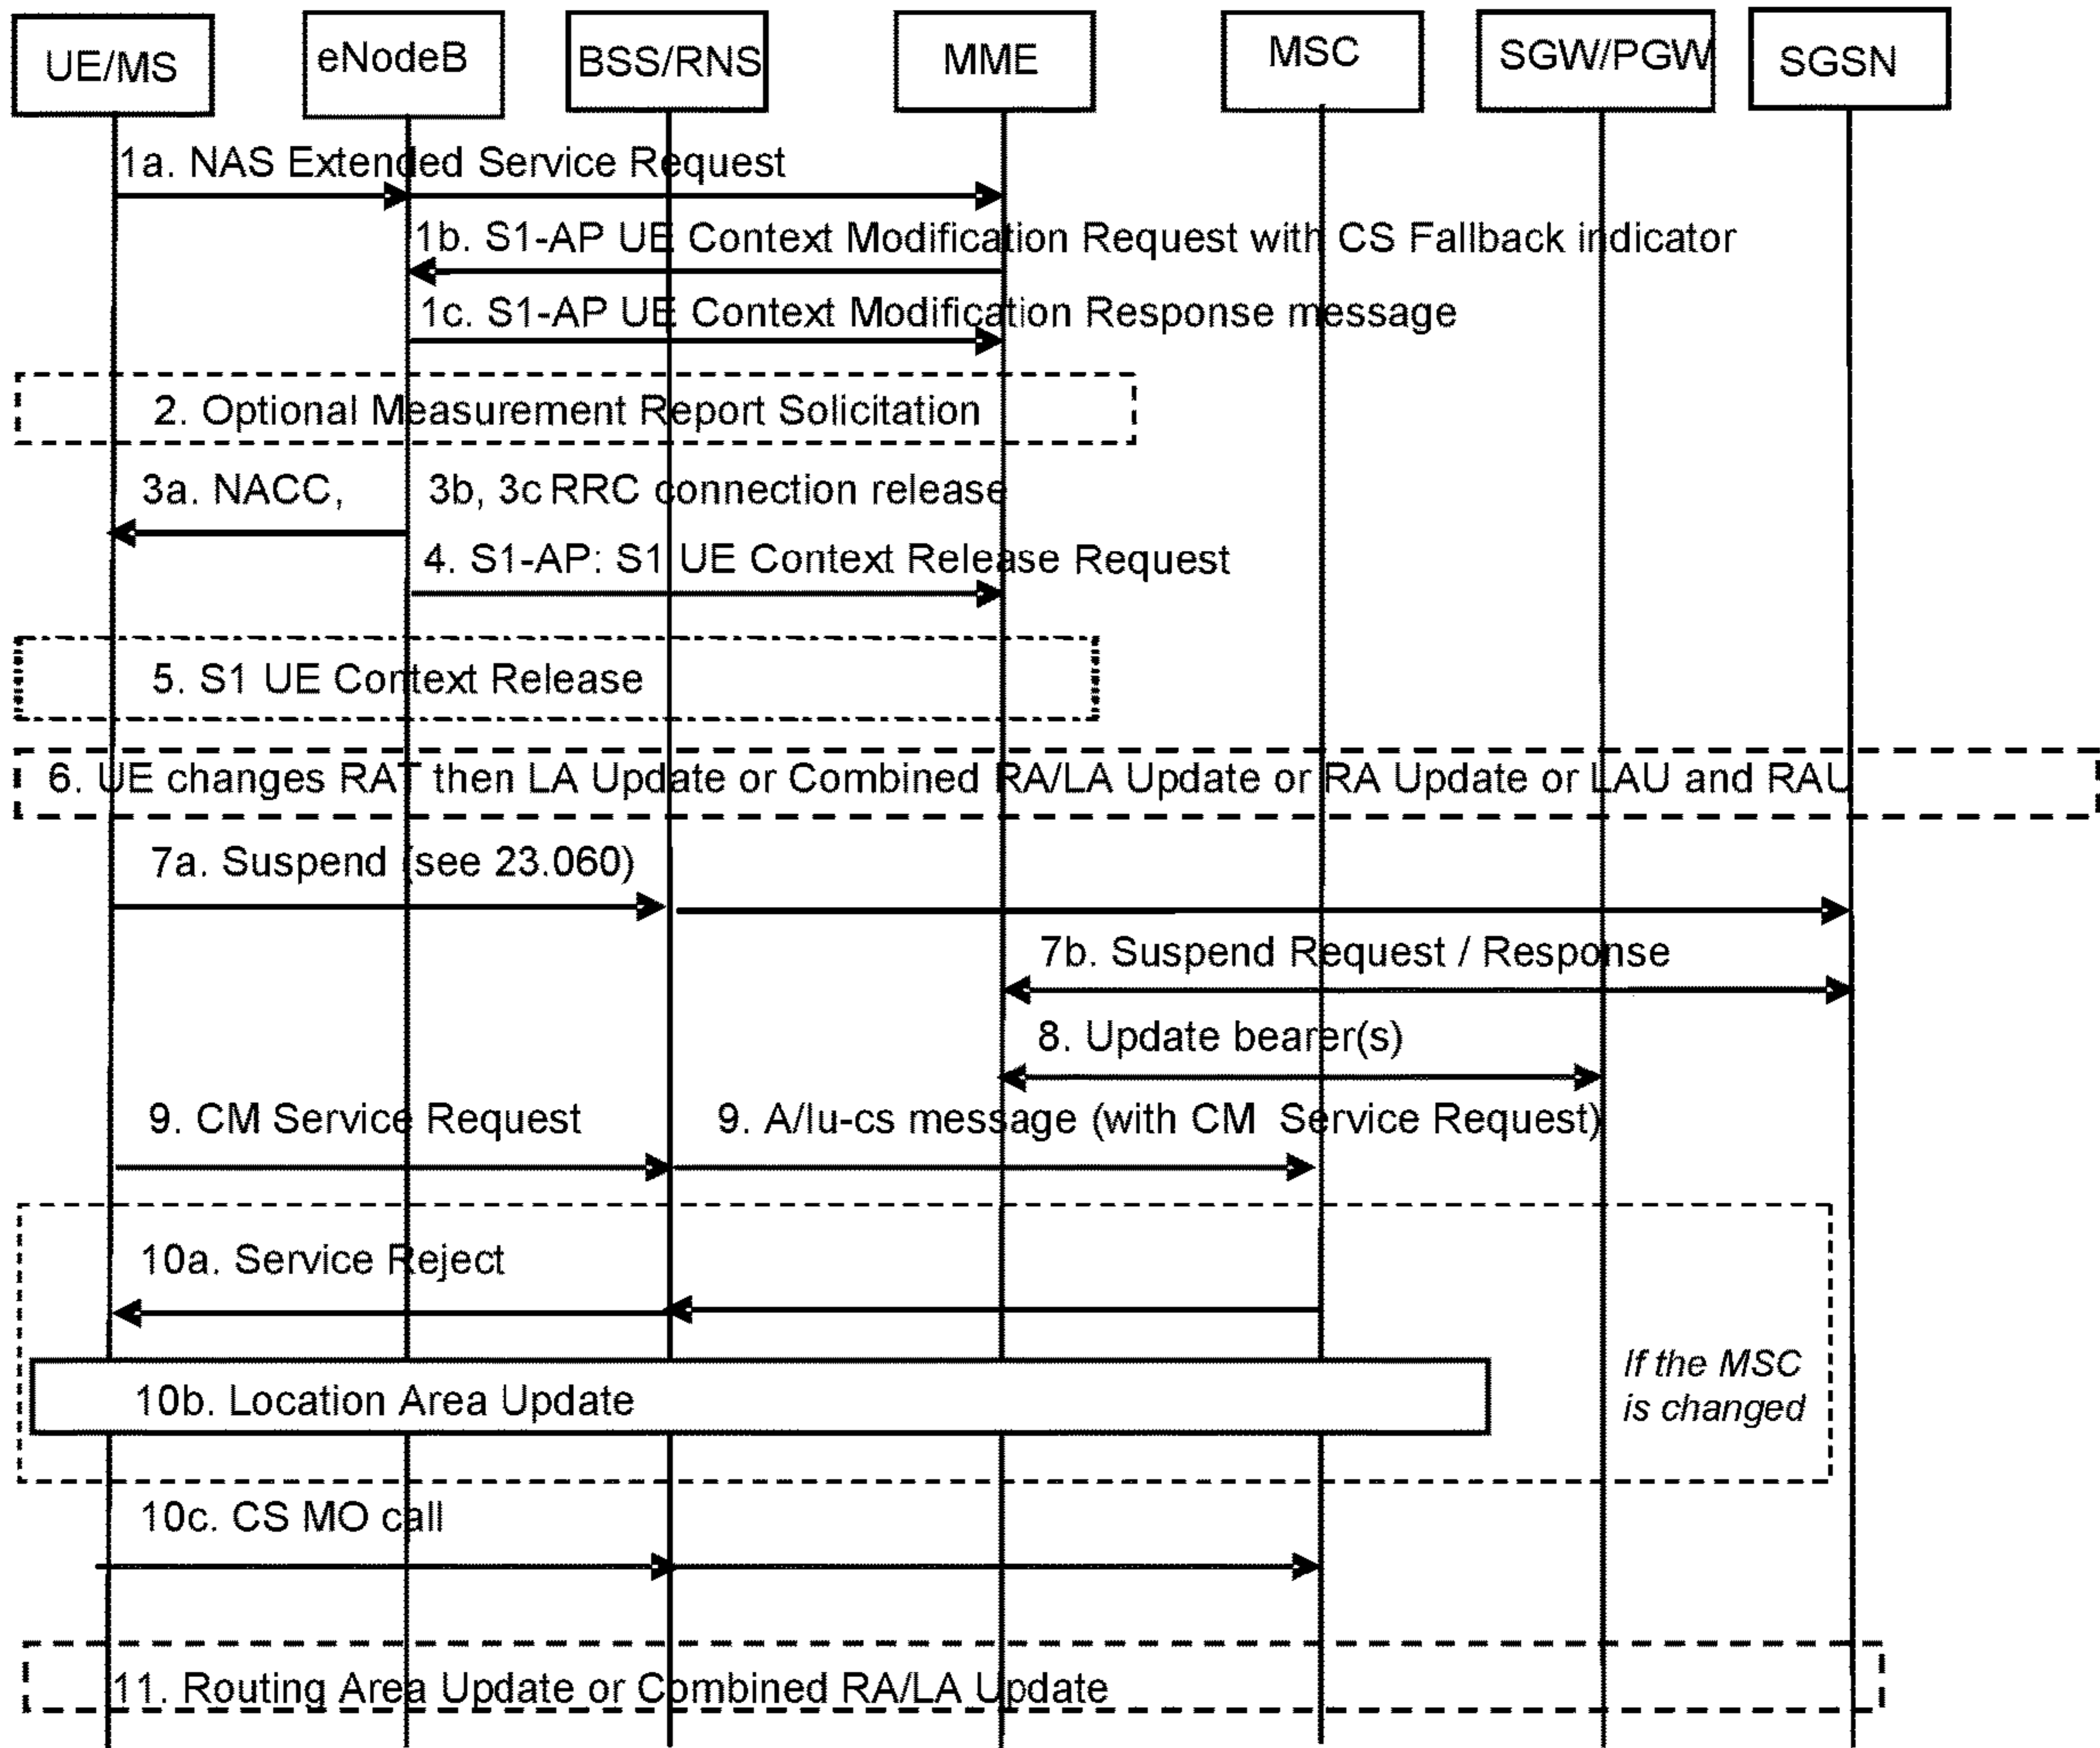 UE/MS
eNodeB
BSS/RNS
MME
MSC
SGW/PGW
SGSN
1a. NAS Extended Service Request
1b. S1-AP UE Context Modification Request with CS Fallback indicator
1c. S1-AP UE Context Modification Response message
2. Optional Measurement Report Solicitation
3a. NACC, 3b, 3c RRC connection release
4. S1-AP: S1 UE Context Release Request
5. S1 UE Context Release
6. UE changes RAT then LA Update or Combined RA/LA Update or RA Update or LAU and RAU
7a. Suspend (see 23.060)
7b. Suspend Request / Response
8. Update bearer(s)
9. CM Service Request
9. A/Iu-cs message (with CM Service Request)
10a. Service Reject
If the MSC
is changed
10b. Location Area Update
10c. CS MO call
11. Routing Area Update or Combined RA/LA Update